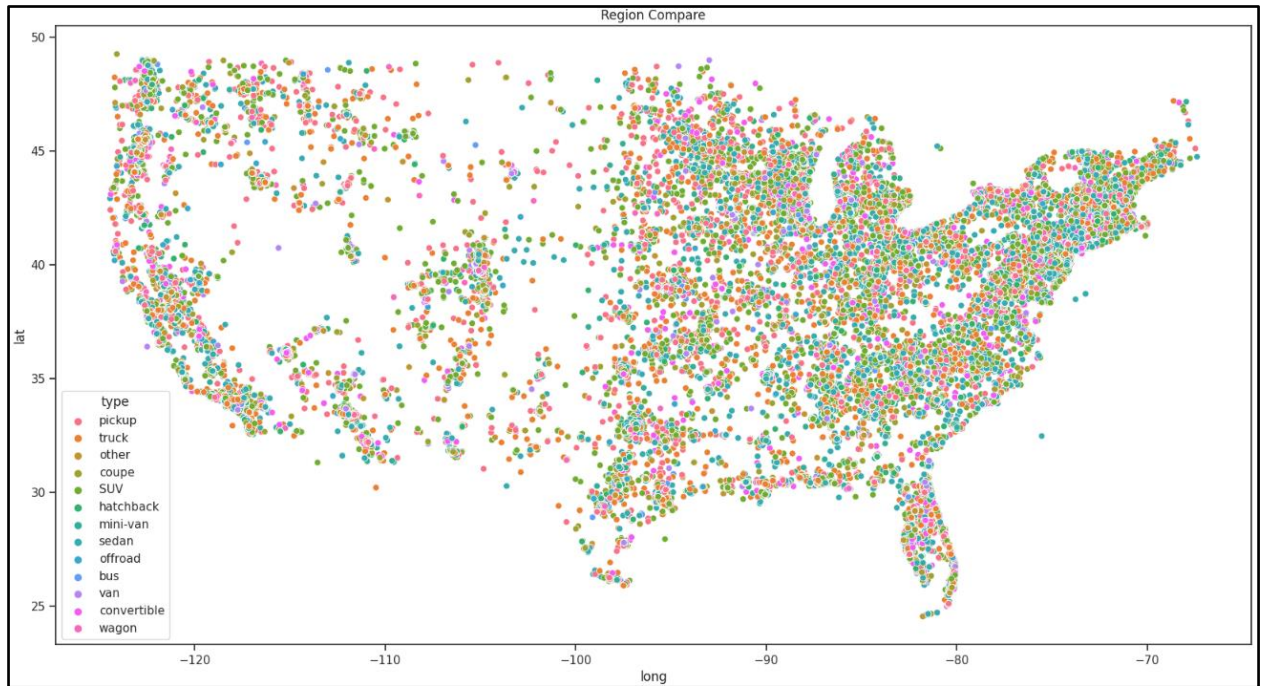 Region Compare
50
45
40
35
30
25
lat
type
pickup
truck
other
coupe
SUV
hatchback
mini-van
sedan
offroad
bus
van
convertible
wagon
−120
−110
−100
−90
−80
−70
long